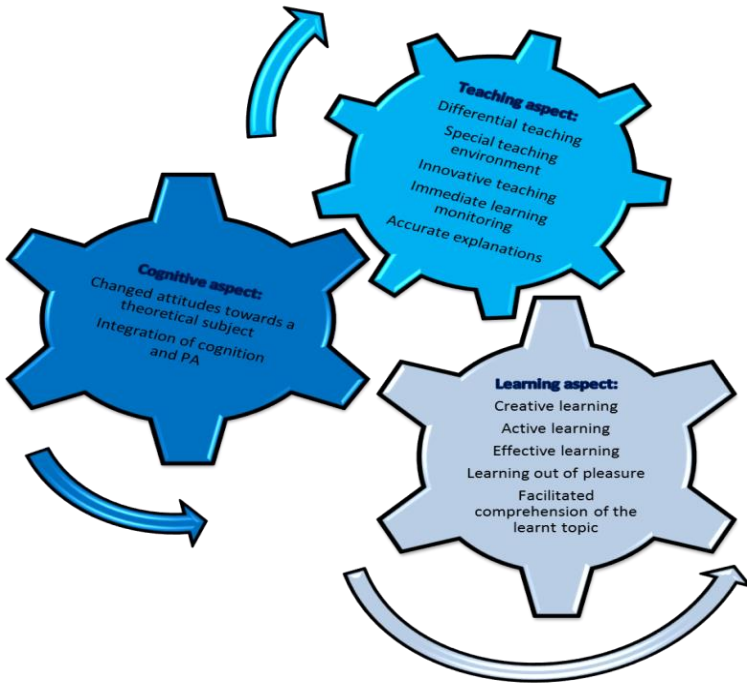 Teaching aspect:
Differential teaching
Special teaching
environment
Innovative teaching
Immediate learning
monitoring
Accurate explanations
Cognitive aspect:
Changed attitudes towards a
theoretical subject
Integration of cognition
and PA
Learning aspect:
Creative learning
Active learning
Effective learning
Learning out of pleasure
Facilitated
comprehension of the
learnt topic